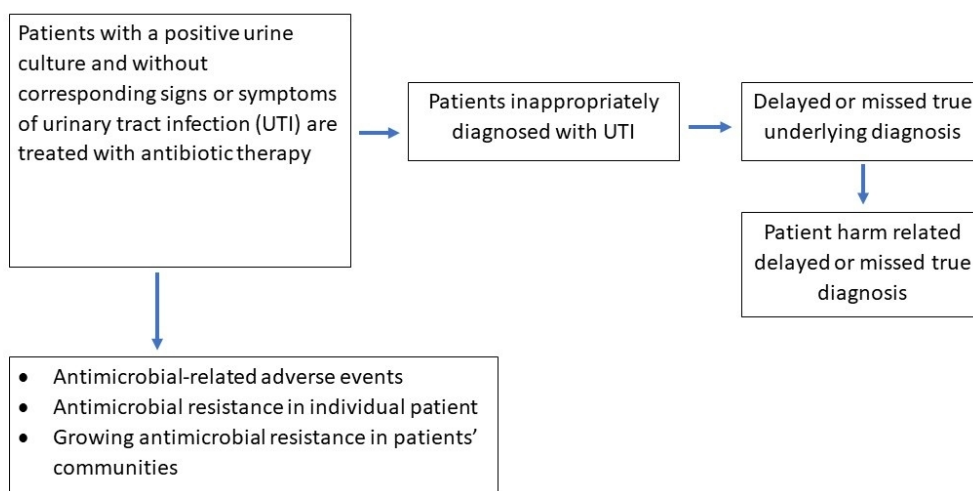 Patients with a positive urine
culture and without
corresponding signs or symptoms
of urinary tract infection (UTI) are
treated with antibiotic therapy
Patients inappropriately
diagnosed with UTI
Delayed or missed true
underlying diagnosis
Patient harm related
delayed or missed true
diagnosis
• Antimicrobial-related adverse events
• Antimicrobial resistance in individual patient
• Growing antimicrobial resistance in patients’
communities